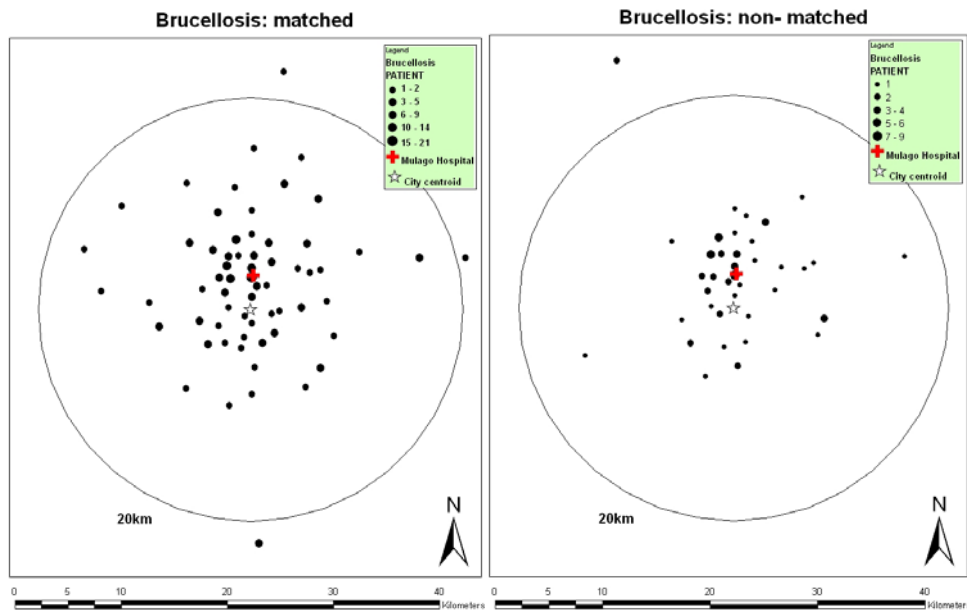 Brucellosis: matched
Legend
Brucellosis
PATIENT
1 - 2
3 - 5
6 - 9
10 - 14
15 - 21
Mulago Hospital
City centroid
20km
N
0 5 10 20 30 40
Kilometers
Brucellosis: non- matched
Legend
Brucellosis
PATIENT
1
2
3 - 4
5 - 6
7 - 9
Mulago Hospital
City centroid
20km
N
0 5 10 20 30 40
Kilometers